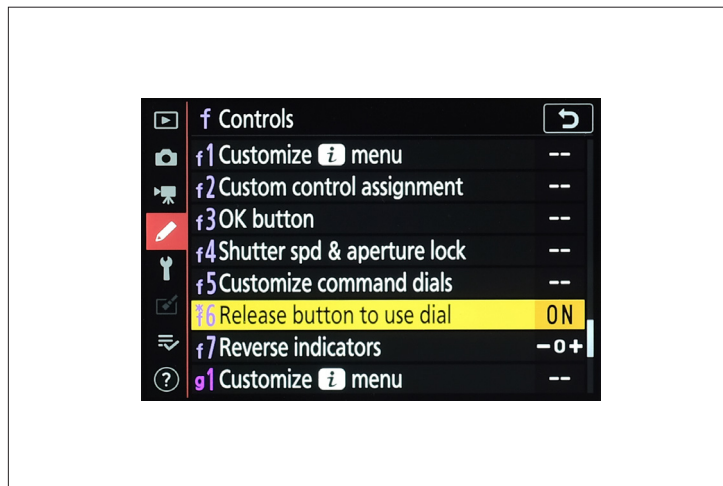 f Controls
f1 Customize i menu --
f2 Custom control assignment --
f3 OK button --
f4 Shutter spd & aperture lock --
f5 Customize command dials --
*f6 Release button to use dial ON
f7 Reverse indicators -0+
g1 Customize i menu --
?